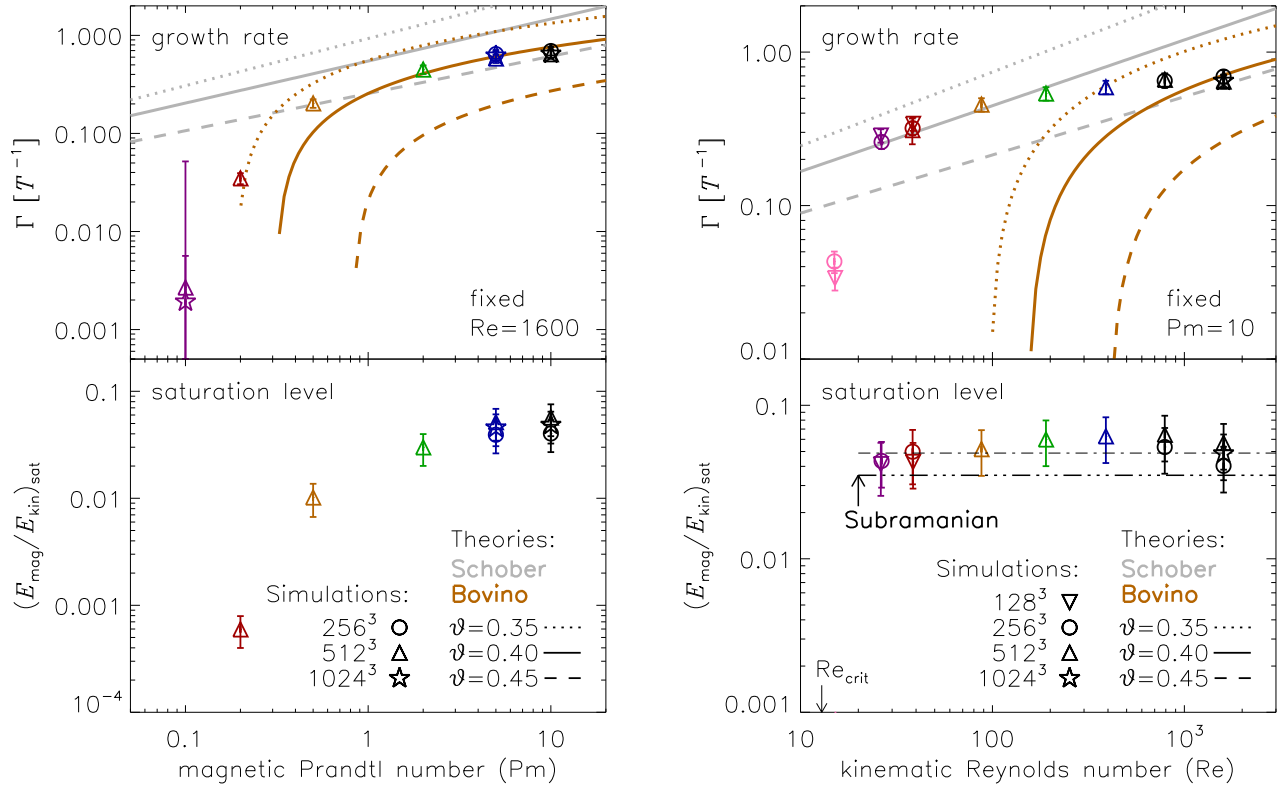 growth rate
1.000
0.100
0.010
0.001
Γ [T⁻¹]
fixed
Re=1600
saturation level
0.1
0.01
0.001
10⁻⁴
(E_mag/E_kin)_sat
Theories:
Schober
Bovino
Simulations:
256³
512³
1024³
ϑ=0.35
ϑ=0.40
ϑ=0.45
0.1
1
10
magnetic Prandtl number (Pm)
growth rate
1.00
0.10
0.01
Γ [T⁻¹]
fixed
Pm=10
saturation level
0.1
0.01
0.001
(E_mag/E_kin)_sat
Subramanian
Theories:
Schober
Bovino
Simulations:
128³
256³
512³
1024³
ϑ=0.35
ϑ=0.40
ϑ=0.45
Re_crit
10
100
10³
kinematic Reynolds number (Re)